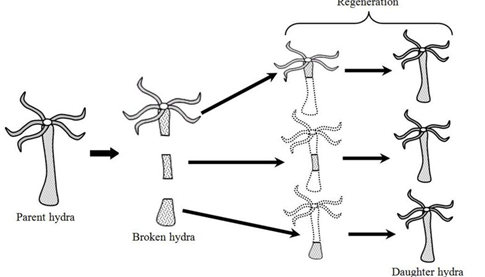 Regeneration
Parent hydra
Broken hydra
Daughter hydra